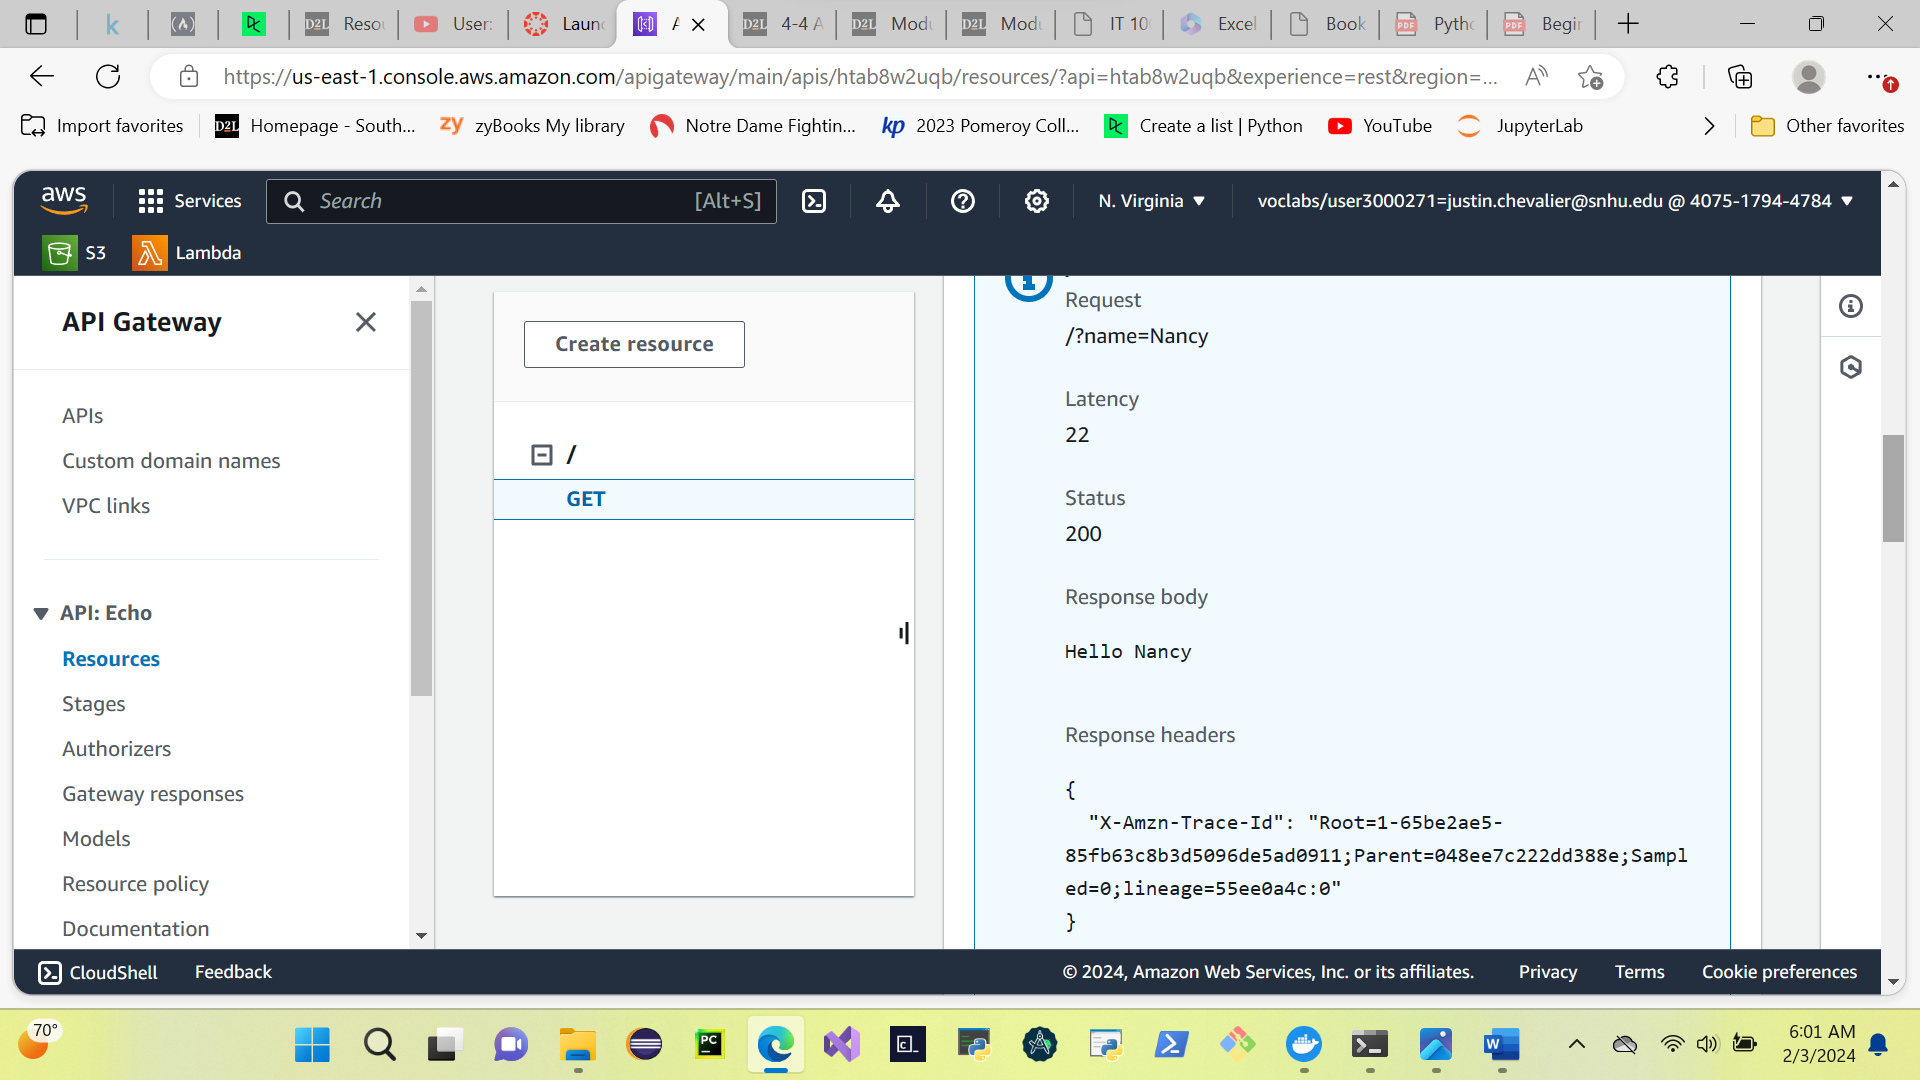 Resou
User:
Laun
A
4-4 A
Modu
Modu
IT 10
Excel
Book
Pytho
Begin
https://us-east-1.console.aws.amazon.com/apigateway/main/apis/htab8w2uqb/resources/?api=htab8w2uqb&experience=rest&region=...
Import favorites
D2L Homepage - South...
zy zyBooks My library
Notre Dame Fightin...
kp 2023 Pomeroy Coll...
Create a list | Python
YouTube
JupyterLab
Other favorites
aws
Services
Search [Alt+S]
N. Virginia
voclabs/user3000271=justin.chevalier@snhu.edu @ 4075-1794-4784
S3
Lambda
API Gateway
APIs
Custom domain names
VPC links
API: Echo
Resources
Stages
Authorizers
Gateway responses
Models
Resource policy
Documentation
Create resource
/
GET
Request
/?name=Nancy
Latency
22
Status
200
Response body
Hello Nancy
Response headers
{
"X-Amzn-Trace-Id": "Root=1-65be2ae5-
85fb63c8b3d5096de5ad0911;Parent=048ee7c222dd388e;Sampl
ed=0;lineage=55ee0a4c:0"
}
CloudShell
Feedback
© 2024, Amazon Web Services, Inc. or its affiliates.
Privacy
Terms
Cookie preferences
70°
6:01 AM
2/3/2024